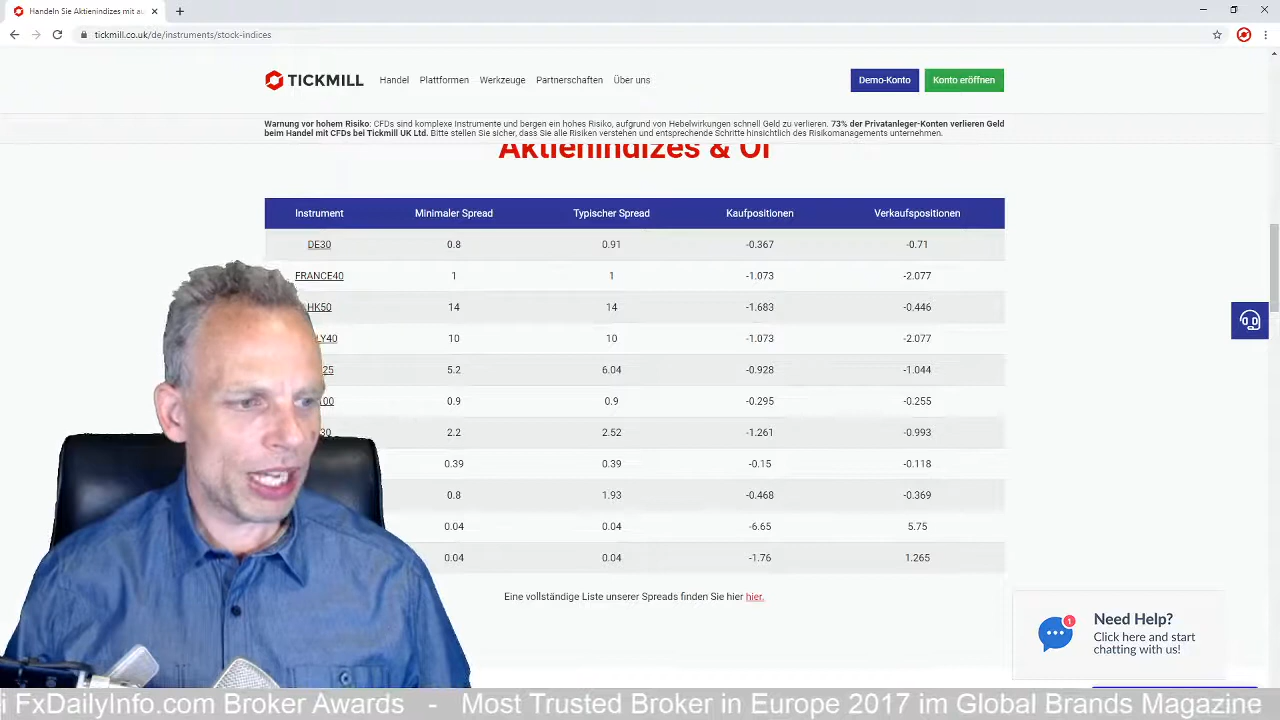 Handeln Sie Aktienindizes mit au
tickmill.co.uk/de/instruments/stock-indices
TICKMILL
Handel
Plattformen
Werkzeuge
Partnerschaften
Über uns
Demo-Konto
Konto eröffnen
Warnung vor hohem Risiko: CFDs sind komplexe Instrumente und bergen ein hohes Risiko, aufgrund von Hebelwirkungen schnell Geld zu verlieren. 73% der Privatanleger-Konten verlieren Geld
beim Handel mit CFDs bei Tickmill UK Ltd. Bitte stellen Sie sicher, dass Sie alle Risiken verstehen und entsprechende Schritte hinsichtlich des Risikomanagements unternehmen.
Aktienindizes & Öl
Instrument Minimaler Spread Typischer Spread Kaufpositionen Verkaufspositionen
DE30 0.8 0.91 -0.367 -0.71
FRANCE40 1 1 -1.073 -2.077
HK50 14 14 -1.683 -0.446
LY40 10 10 -1.073 -2.077
25 5.2 6.04 -0.928 -1.044
00 0.9 0.9 -0.295 -0.255
30 2.2 2.52 -1.261 -0.993
0.39 0.39 -0.15 -0.118
0.8 1.93 -0.468 -0.369
0.04 0.04 -6.65 5.75
0.04 0.04 -1.76 1.265
Eine vollständige Liste unserer Spreads finden Sie hier hier.
1
Need Help?
Click here and start
chatting with us!
i FxDailyInfo.com Broker Awards - Most Trusted Broker in Europe 2017 im Global Brands Magazine